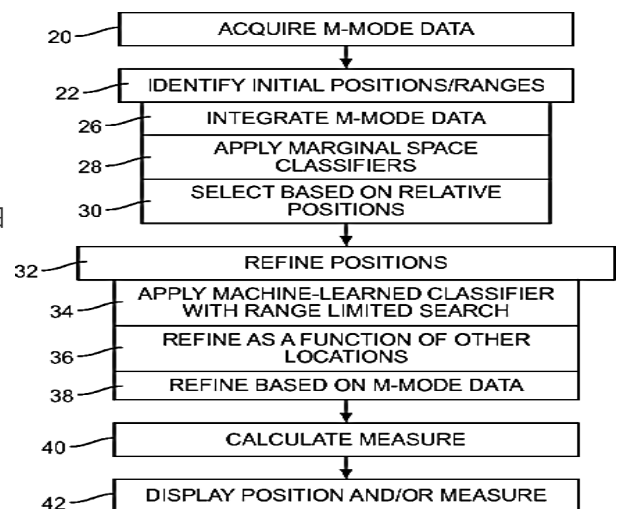 20 ACQUIRE M-MODE DATA
22 IDENTIFY INITIAL POSITIONS/RANGES
26 INTEGRATE M-MODE DATA
28 APPLY MARGINAL SPACE
CLASSIFIERS
30 SELECT BASED ON RELATIVE
POSITIONS
32 REFINE POSITIONS
34 APPLY MACHINE-LEARNED CLASSIFIER
WITH RANGE LIMITED SEARCH
36 REFINE AS A FUNCTION OF OTHER
LOCATIONS
38 REFINE BASED ON M-MODE DATA
40 CALCULATE MEASURE
42 DISPLAY POSITION AND/OR MEASURE